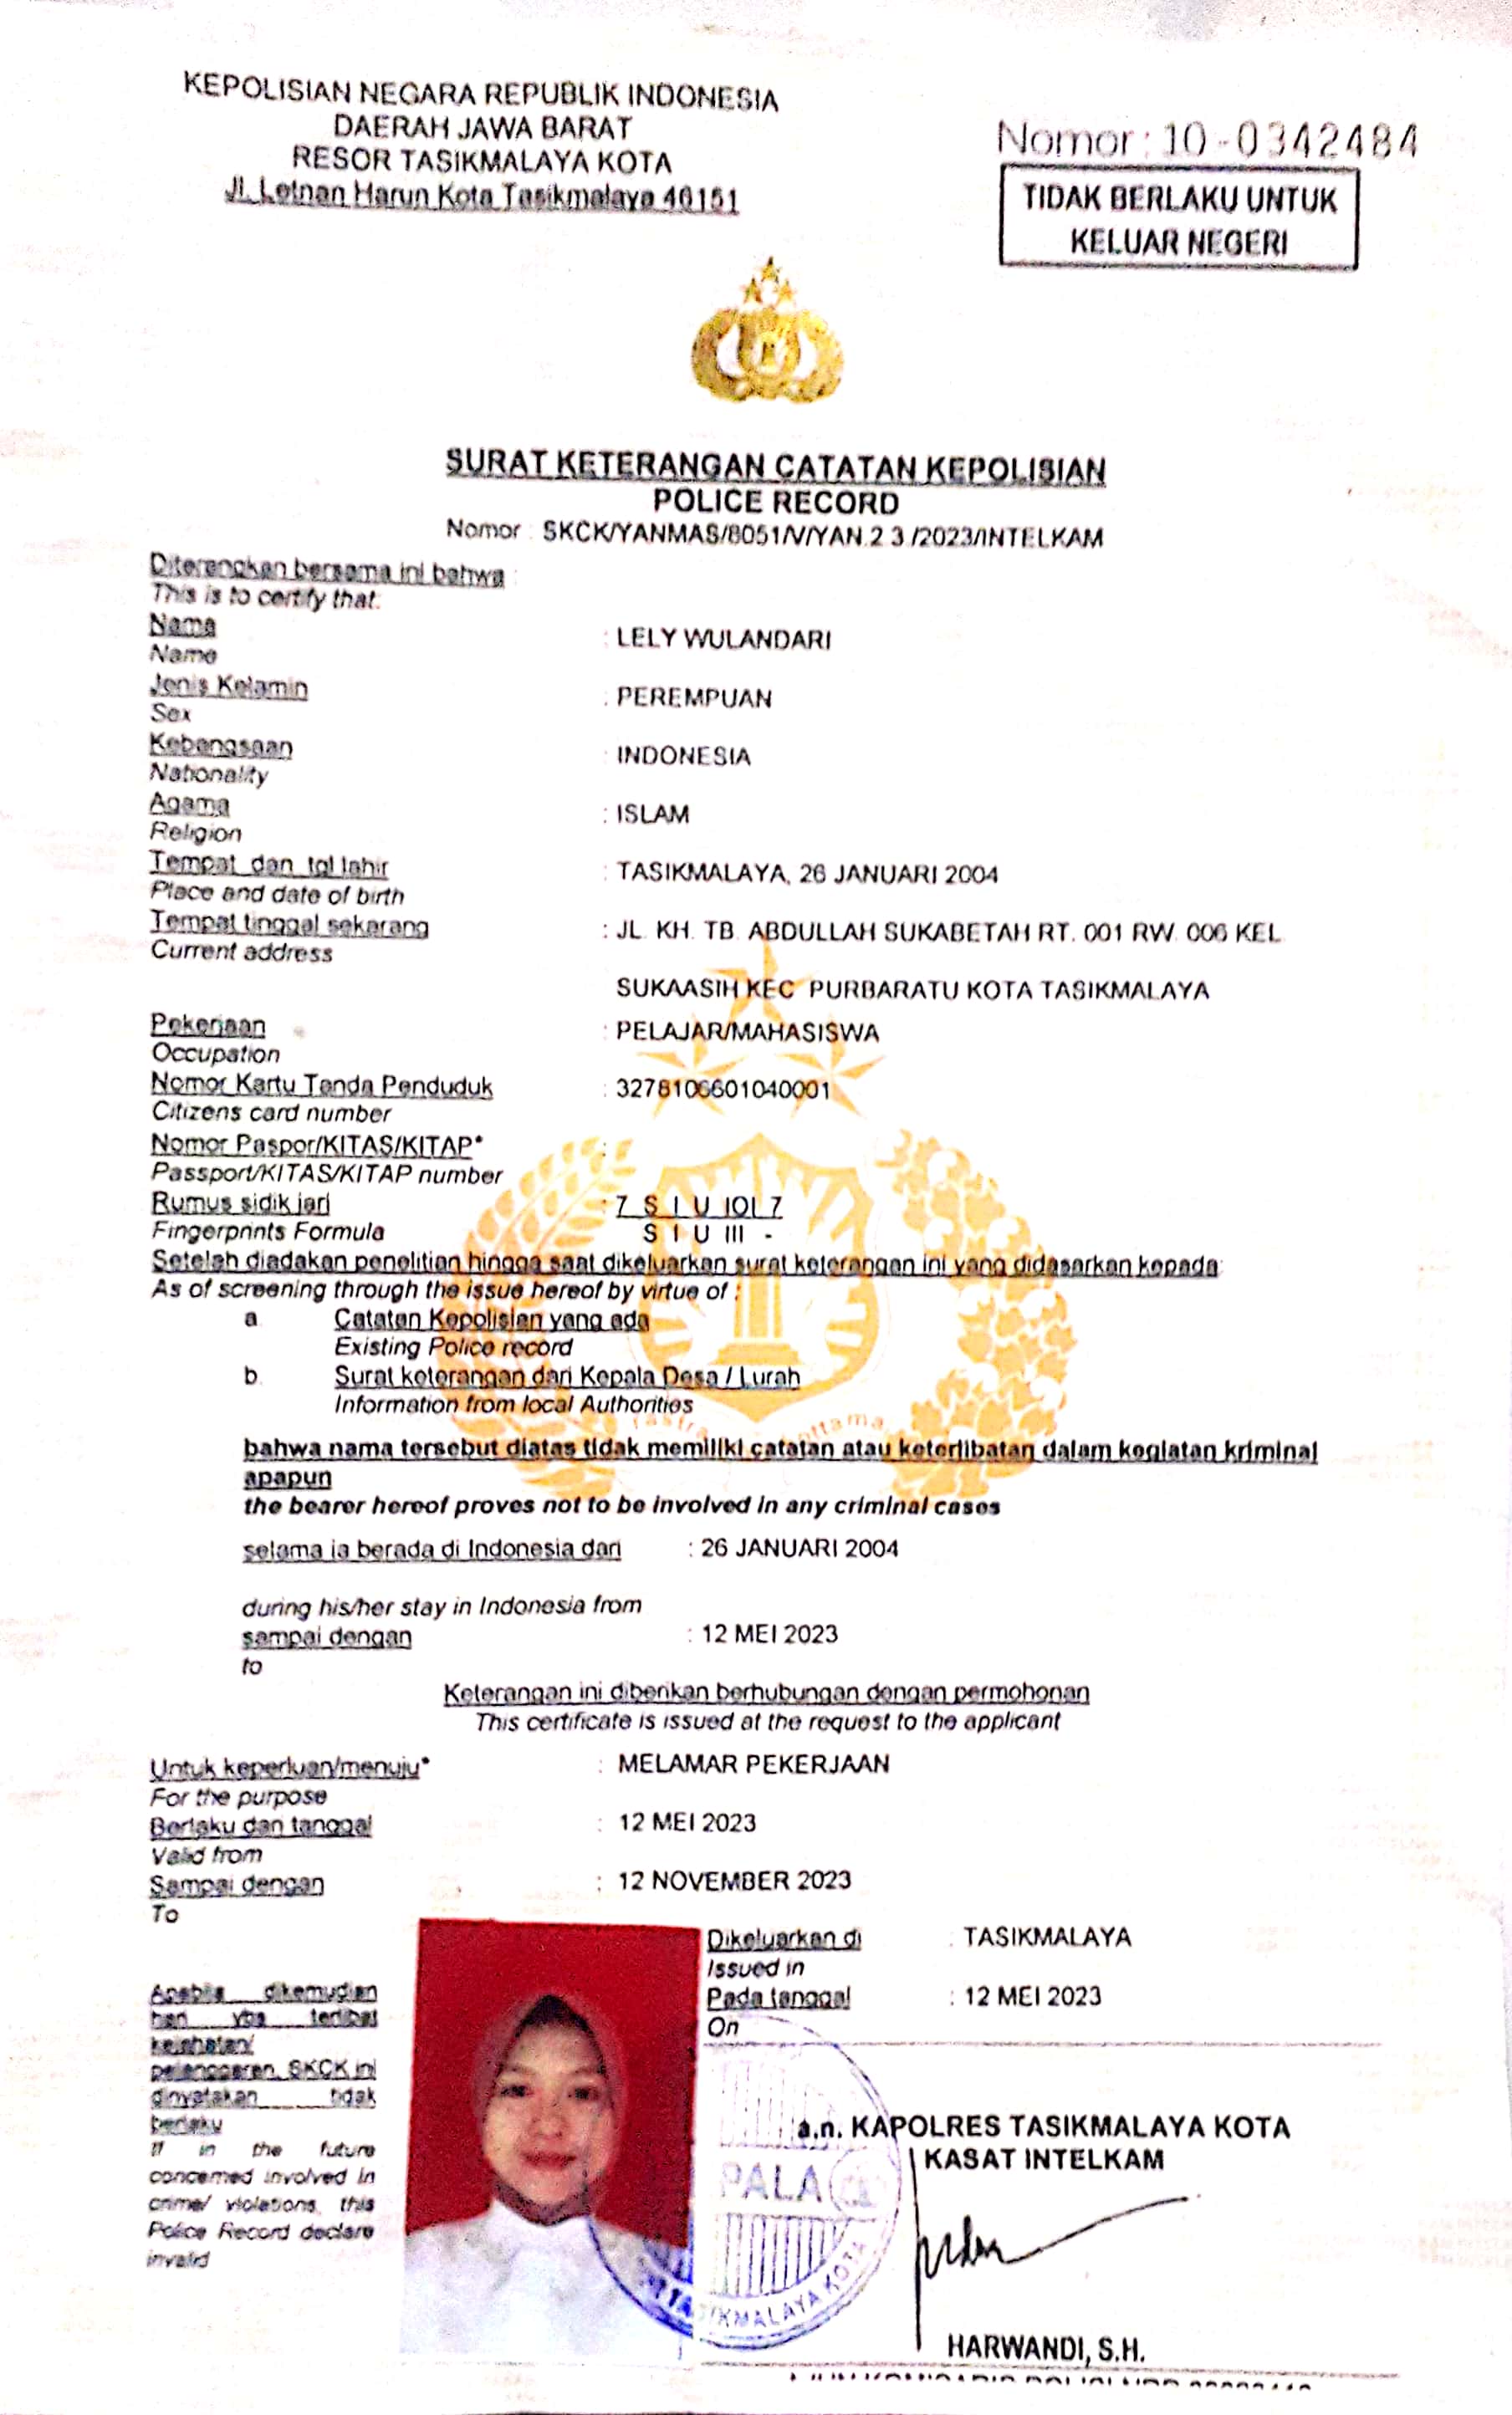 KEPOLISIAN NEGARA REPUBLIK INDONESIA
DAERAH JAWA BARAT
RESOR TASIKMALAYA KOTA
Jl. Letnan Harun Kota Tasikmalaya 46151
Nomor : 10 - 0342484
TIDAK BERLAKU UNTUK
KELUAR NEGERI
SURAT KETERANGAN CATATAN KEPOLISIAN
POLICE RECORD
Nomor : SKCK/YANMAS/8051/V/YAN.2.3./2023/INTELKAM
Diterangkan bersama ini bahwa :
This is to certify that:
Nama : LELY WULANDARI
Name
Jenis Kelamin : PEREMPUAN
Sex
Kebangsaan : INDONESIA
Nationality
Agama : ISLAM
Religion
Tempat dan tgl lahir : TASIKMALAYA, 26 JANUARI 2004
Place and date of birth
Tempat tinggal sekarang : JL. KH. TB. ABDULLAH SUKABETAH RT. 001 RW. 006 KEL.
Current address
SUKAASIH KEC. PURBARATU KOTA TASIKMALAYA
Pekerjaan : PELAJAR/MAHASISWA
Occupation
Nomor Kartu Tanda Penduduk : 3278106601040001
Citizens card number
Nomor Paspor/KITAS/KITAP* :
Passport/KITAS/KITAP number
Rumus sidik jari : 7 S I U IOI 7
Fingerprints Formula S I U III -
Setelah diadakan penelitian hingga saat dikeluarkan surat keterangan ini yang didasarkan kepada:
As of screening through the issue hereof by virtue of :
a. Catatan Kepolisian yang ada
Existing Police record
b. Surat keterangan dari Kepala Desa / Lurah
Information from local Authorities
bahwa nama tersebut diatas tidak memiliki catatan atau keterlibatan dalam kegiatan kriminal
apapun
the bearer hereof proves not to be involved in any criminal cases
selama ia berada di Indonesia dari : 26 JANUARI 2004
during his/her stay in Indonesia from
sampai dengan : 12 MEI 2023
to
Keterangan ini diberikan berhubungan dengan permohonan
This certificate is issued at the request to the applicant
Untuk keperluan/menuju* : MELAMAR PEKERJAAN
For the purpose
Berlaku dari tanggal : 12 MEI 2023
Valid from
Sampai dengan : 12 NOVEMBER 2023
To
Dikeluarkan di : TASIKMALAYA
Issued in
Pada tanggal : 12 MEI 2023
On
Apabila dikemudian
hari ybs terlibat
kejahatan/
pelanggaran, SKCK ini
dinyatakan tidak
berlaku
If in the future
concerned involved in
crime/ violations, this
Police Record declare
invalid
a.n. KAPOLRES TASIKMALAYA KOTA
KASAT INTELKAM
PALA
TASIKMALAYA KOTA
HARWANDI, S.H.